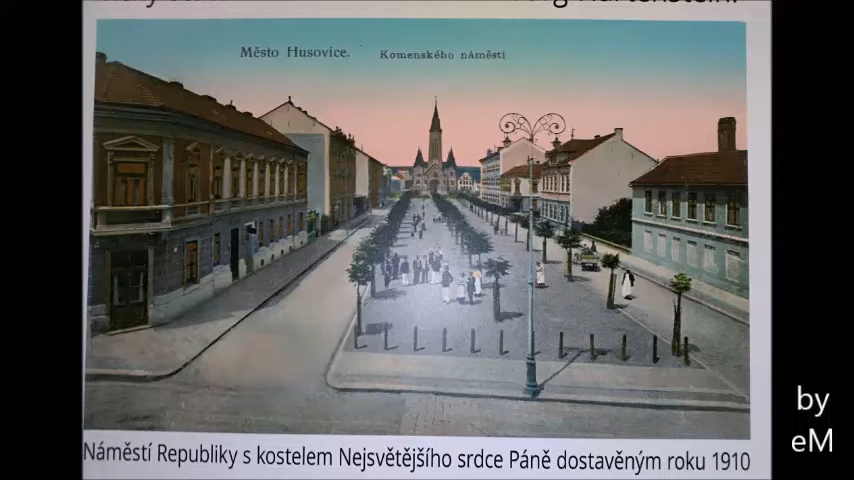 Město Husovice. Komenského náměstí
Náměstí Republiky s kostelem Nejsvětějšího srdce Páně dostavěným roku 1910
by
eM